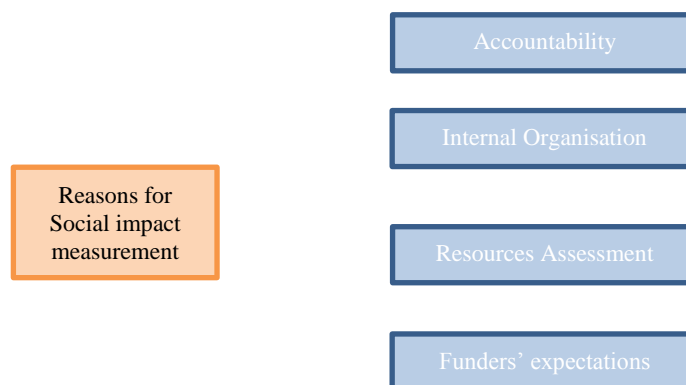 Accountability
Internal Organisation
Reasons for
Social impact
measurement
Resources Assessment
Funders’ expectations